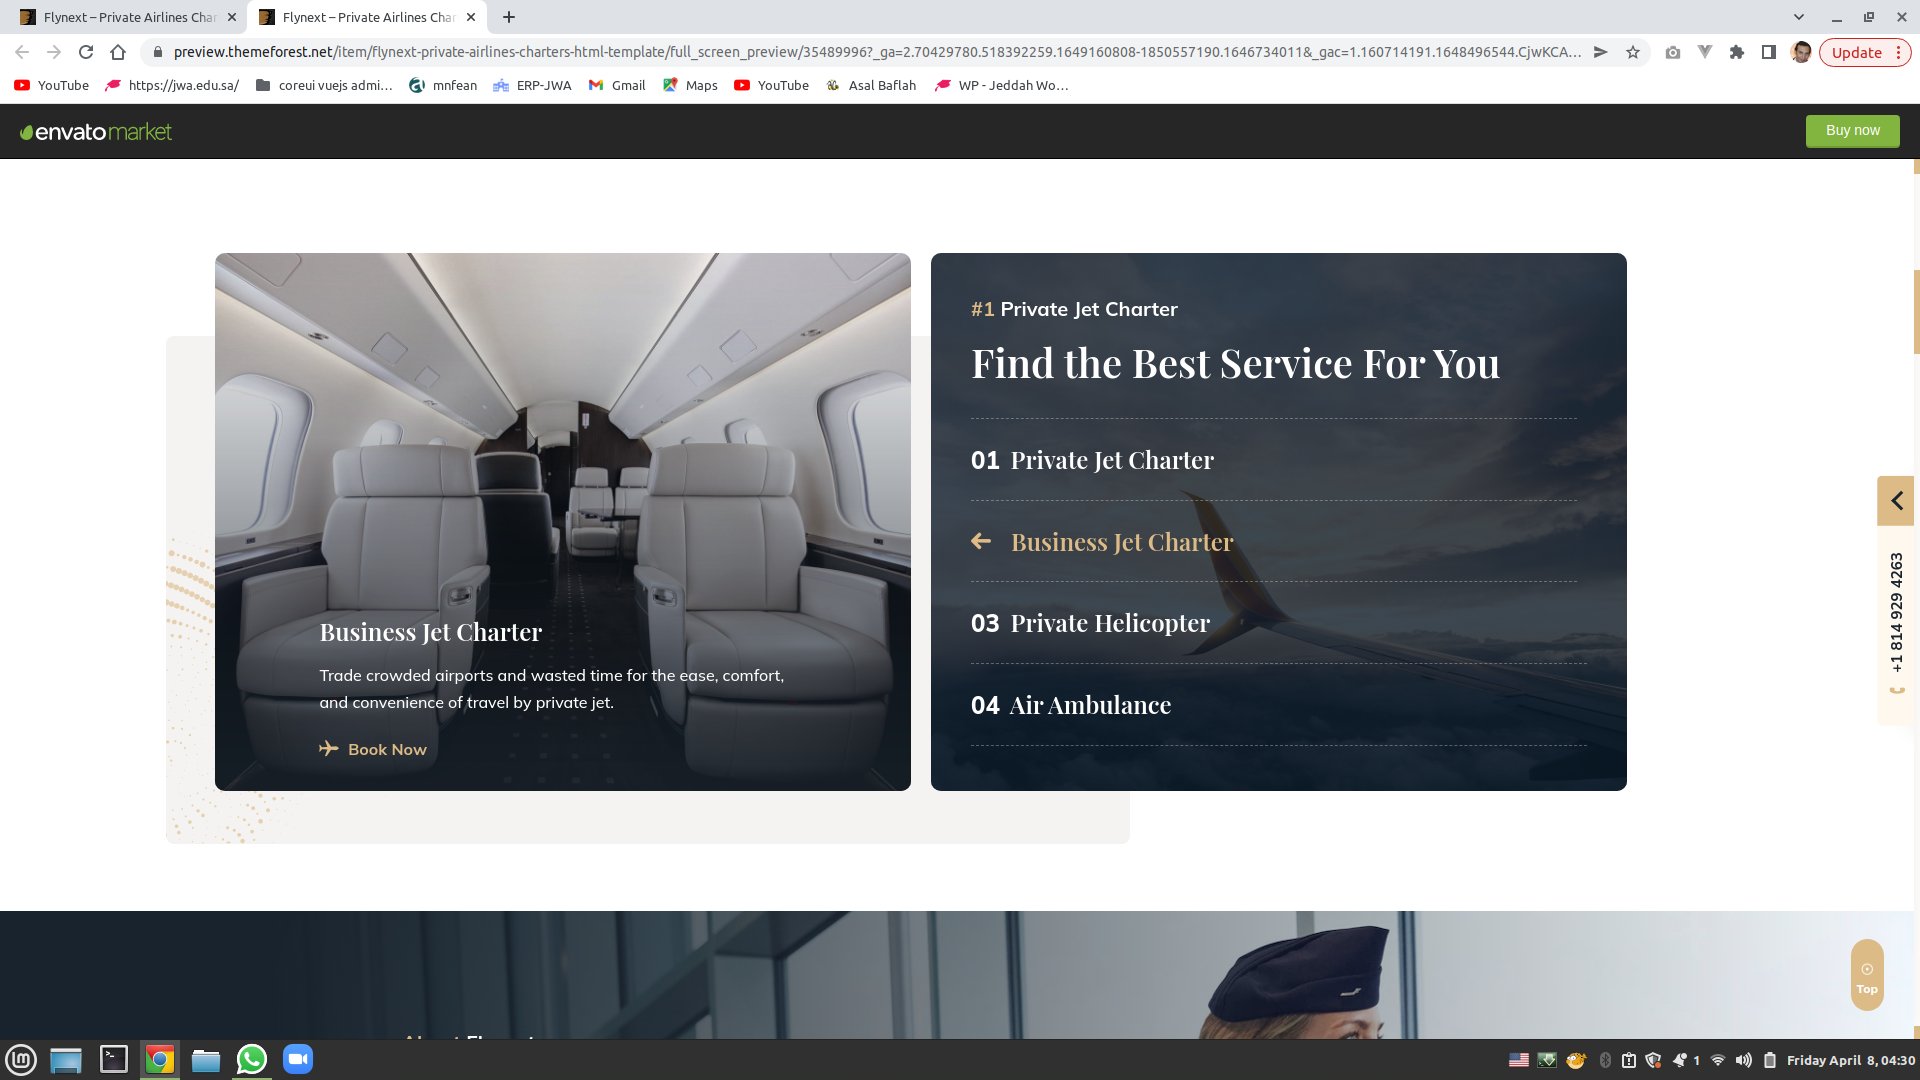 Flynext – Private Airlines Char
Flynext – Private Airlines Char
preview.themeforest.net/item/flynext-private-airlines-charters-html-template/full_screen_preview/35489996?_ga=2.70429780.518392259.1649160808-1850557190.1646734011&_gac=1.160714191.1648496544.CjwKCA...
Update
YouTube
https://jwa.edu.sa/
coreui vuejs admi...
mnfean
ERP-JWA
Gmail
Maps
YouTube
Asal Baflah
WP - Jeddah Wo...
envatomarket
Buy now
#1 Private Jet Charter
Find the Best Service For You
01 Private Jet Charter
Business Jet Charter
03 Private Helicopter
04 Air Ambulance
Business Jet Charter
Trade crowded airports and wasted time for the ease, comfort,
and convenience of travel by private jet.
Book Now
+1 814 929 4263
Top
1
Friday April 8, 04:30